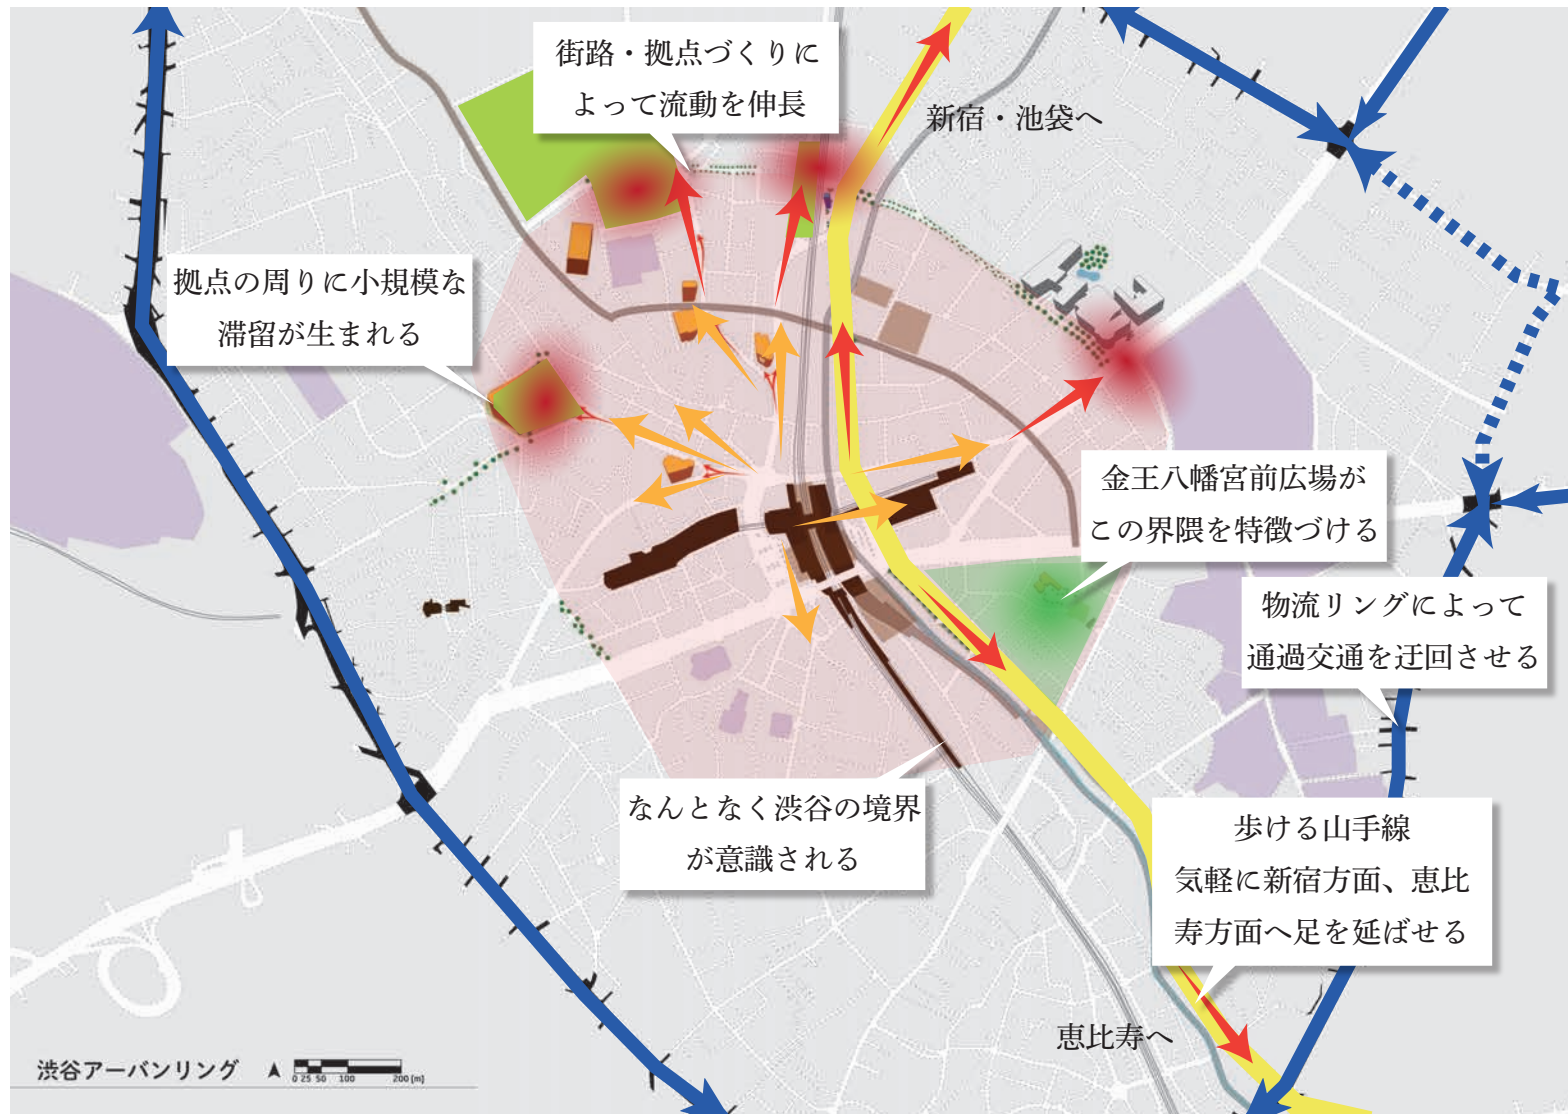 街路・拠点づくりに
よって流動を伸長
新宿・池袋へ
拠点の周りに小規模な
滞留が生まれる
金王八幡宮前広場が
この界隈を特徴づける
物流リングによって
通過交通を迂回させる
なんとなく渋谷の境界
が意識される
歩ける山手線
気軽に新宿方面、恵比
寿方面へ足を延ばせる
恵比寿へ
渋谷アーバンリング
0 25 50 100 200 [m]